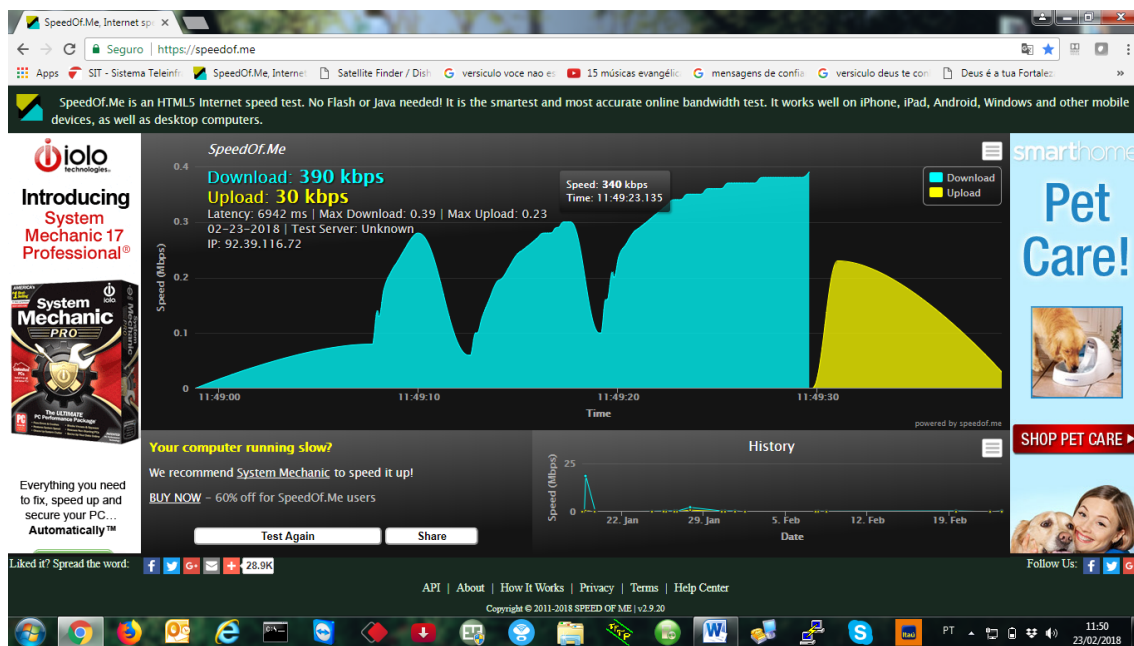 SpeedOf.Me, Internet spe
Seguro | https://speedof.me
Apps SIT - Sistema Teleinfr SpeedOf.Me, Internet Satellite Finder / Dish versiculo voce nao es 15 músicas evangélic mensagens de confia versiculo deus te con Deus é a tua Fortalez »
SpeedOf.Me is an HTML5 Internet speed test. No Flash or Java needed! It is the smartest and most accurate online bandwidth test. It works well on iPhone, iPad, Android, Windows and other mobile
devices, as well as desktop computers.
iolo
technologies
Introducing
System
Mechanic 17
Professional®
System
Mechanic
PRO
The ULTIMATE
PC Performance Package
Everything you need
to fix, speed up and
secure your PC...
Automatically™
SpeedOf.Me
Download: 390 kbps
Upload: 30 kbps
Latency: 6942 ms | Max Download: 0.39 | Max Upload: 0.23
02-23-2018 | Test Server: Unknown
IP: 92.39.116.72
Speed: 340 kbps
Time: 11:49:23.135
Download
Upload
Speed (Mbps)
0.4
0.3
0.2
0.1
0
11:49:00 11:49:10 11:49:20 11:49:30
Time
powered by speedof.me
Your computer running slow?
We recommend System Mechanic to speed it up!
BUY NOW – 60% off for SpeedOf.Me users
Test Again Share
History
Speed (Mbps)
25
0
22. Jan 29. Jan 5. Feb 12. Feb 19. Feb
Date
smarthome
Pet
Care!
SHOP PET CARE
Liked it? Spread the word: 28.9K Follow Us:
API | About | How It Works | Privacy | Terms | Help Center
Copyright © 2011-2018 SPEED OF ME | v2.9.20
Itaú PT 11:50
23/02/2018